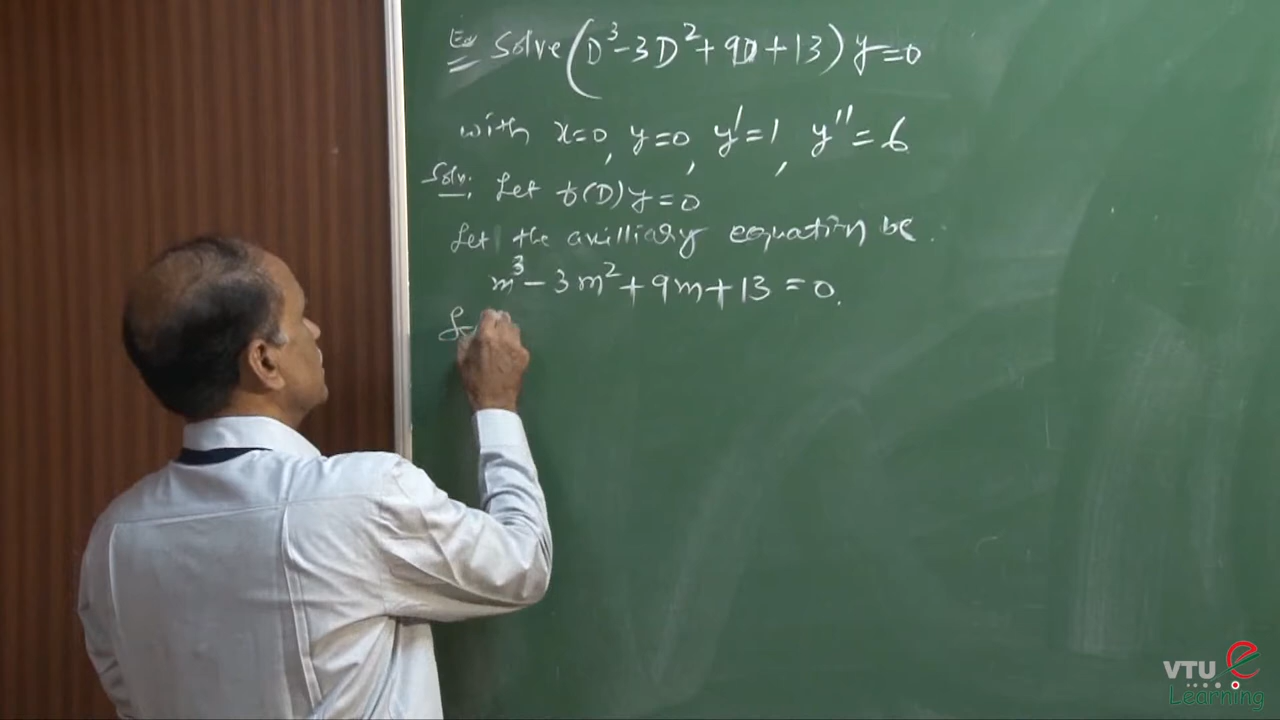 Ex Solve (D³-3D²+9D+13) y=0
with x=0, y=0, y'=1, y''=6
Soln. Let f(D)y=0
Let the auxilliary equation be.
m³-3m²+9m+13=0.
VTU e
Learning